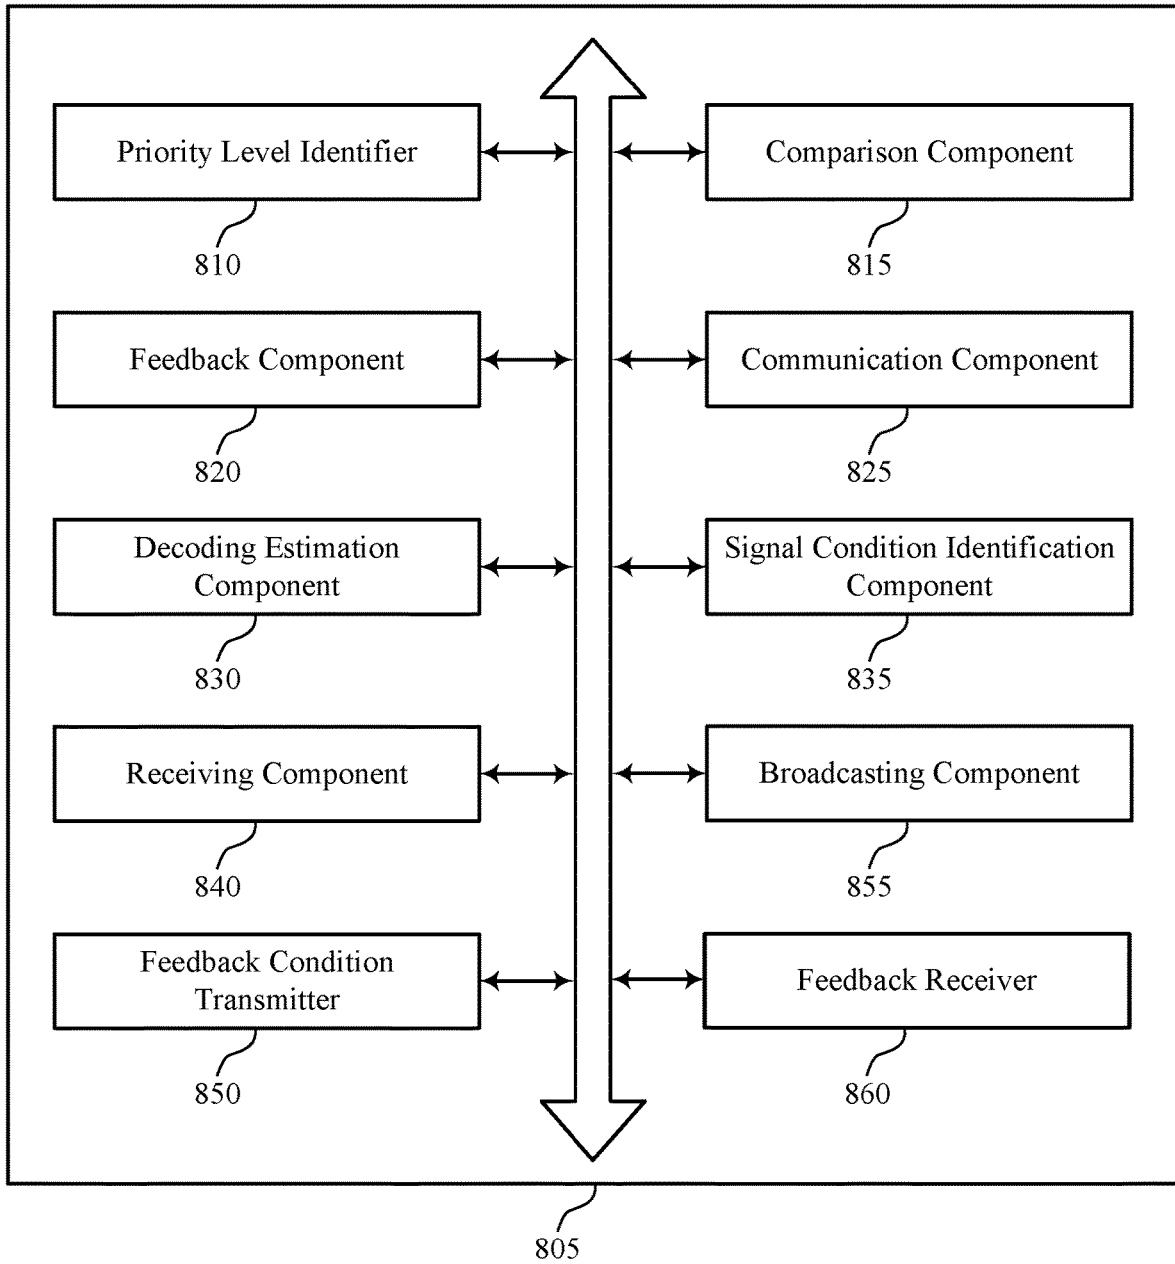 Priority Level Identifier
810
Comparison Component
815
Feedback Component
820
Communication Component
825
Decoding Estimation
Component
830
Signal Condition Identification
Component
835
Receiving Component
840
Broadcasting Component
855
Feedback Condition
Transmitter
850
Feedback Receiver
860
805